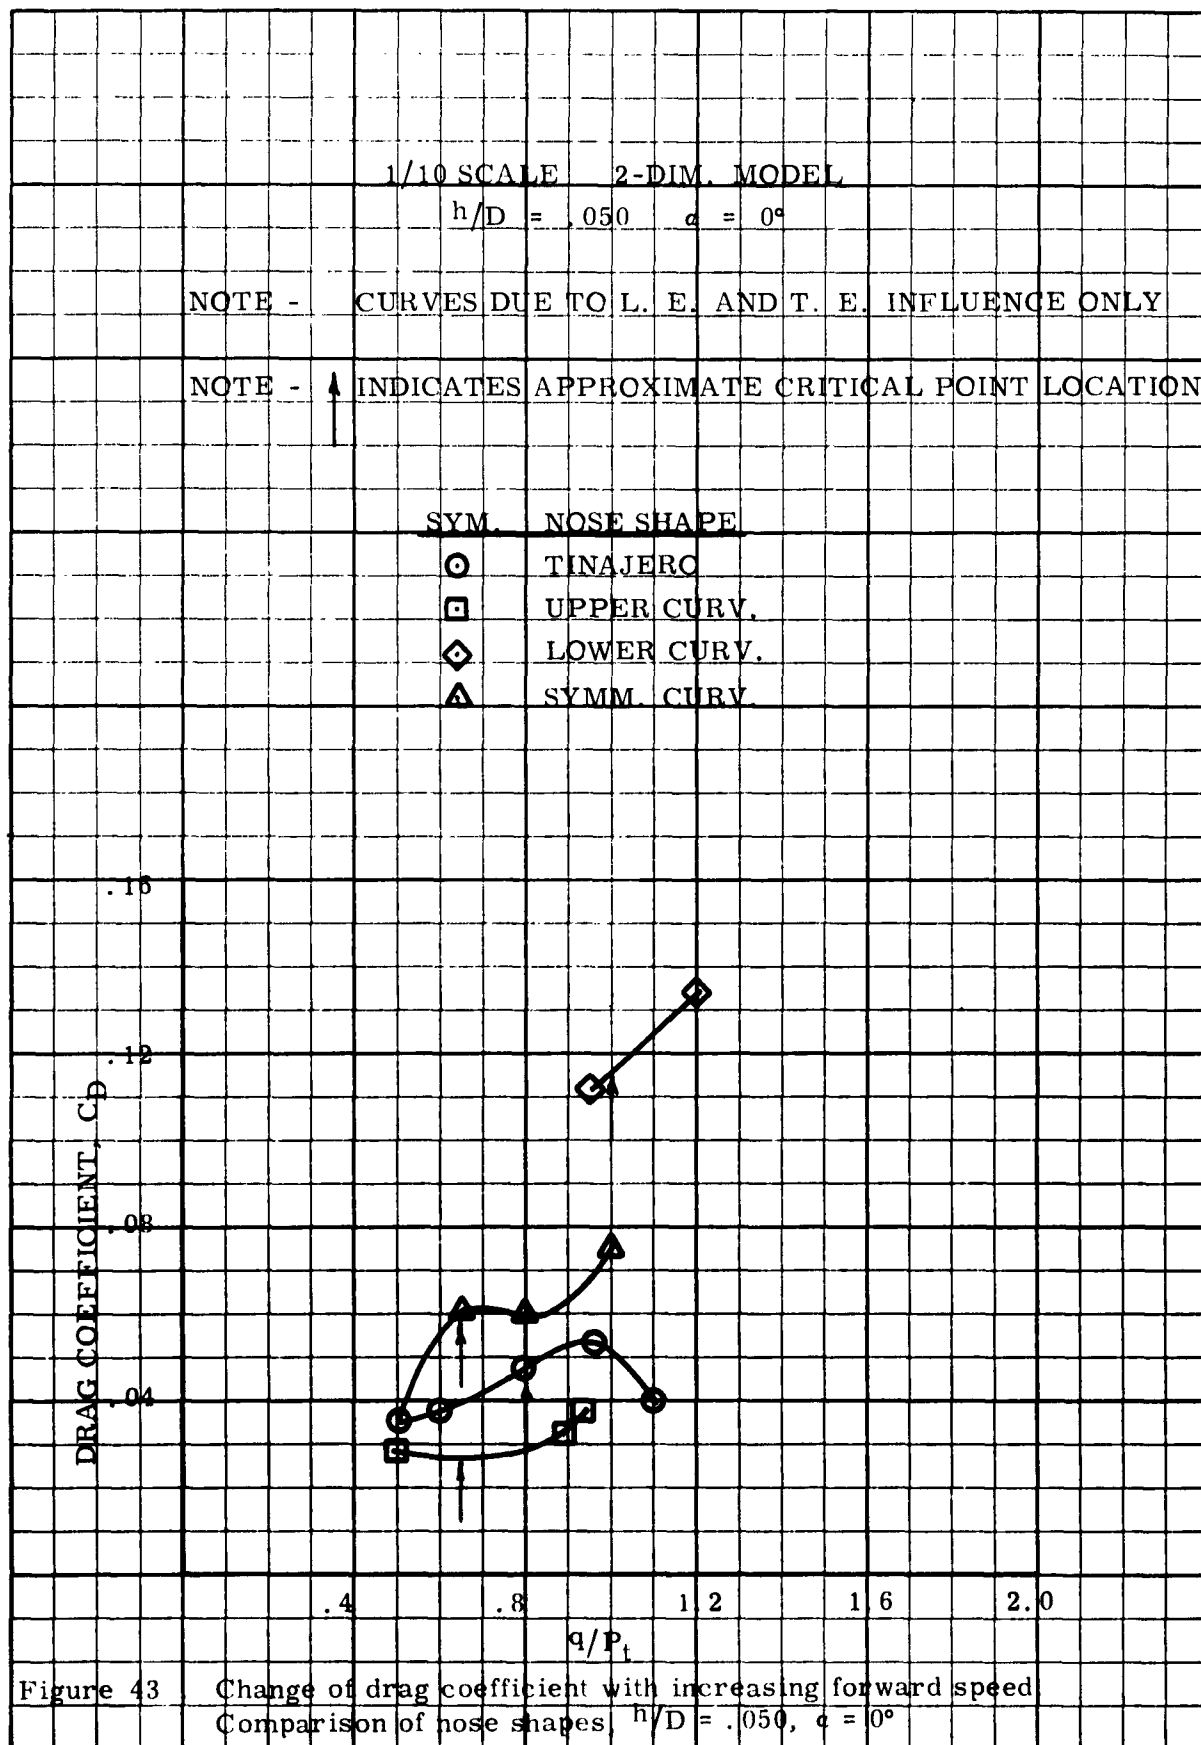 1/10 SCALE 2-DIM. MODEL
h/D = .050 α = 0°
NOTE - CURVES DUE TO L. E. AND T. E. INFLUENCE ONLY
NOTE - ↑ INDICATES APPROXIMATE CRITICAL POINT LOCATION
SYM. NOSE SHAPE
TINAJERO
UPPER CURV.
LOWER CURV.
SYMM. CURV.
.16
.12
.08
.04
DRAG COEFFICIENT, CD
.4 .8 1.2 1.6 2.0
q/Pt
Figure 43 Change of drag coefficient with increasing forward speed
Comparison of nose shapes, h/D = .050, α = 0°